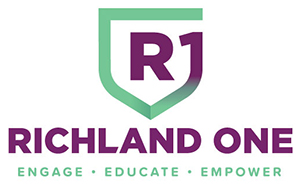 R1
RICHLAND ONE
ENGAGE • EDUCATE • EMPOWER